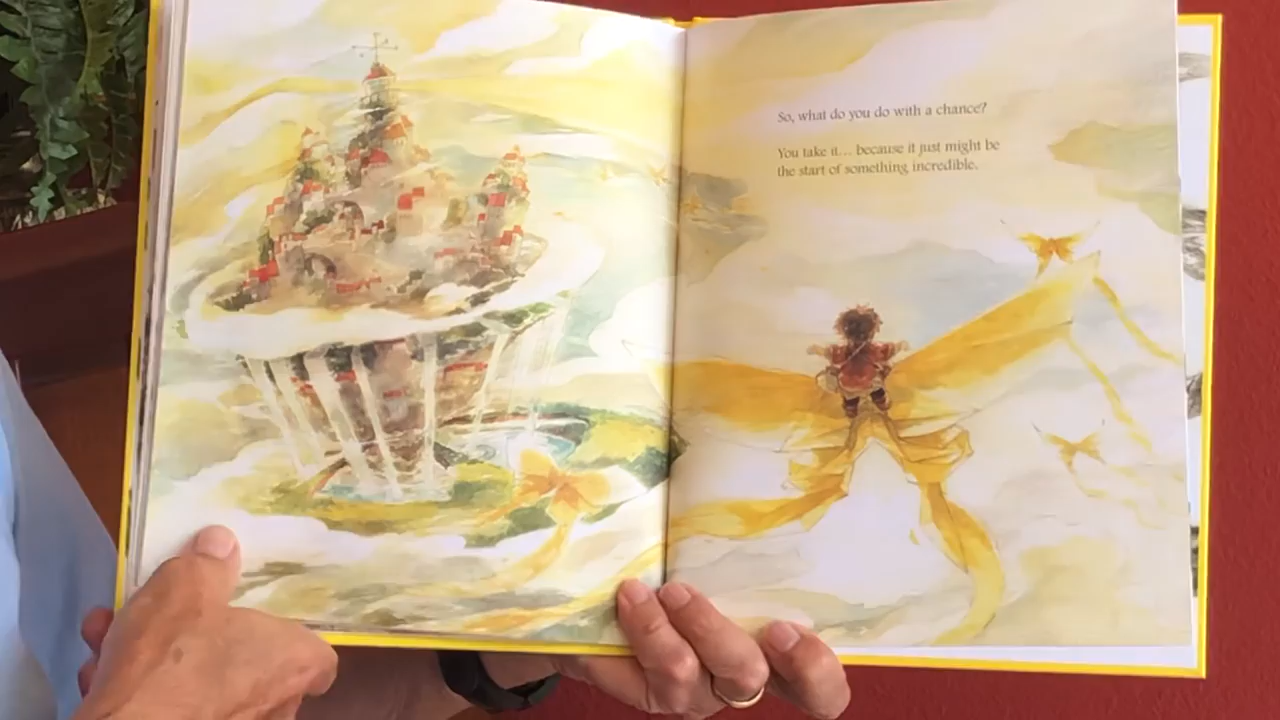 So, what do you do with a chance?
You take it... because it just might be
the start of something incredible.